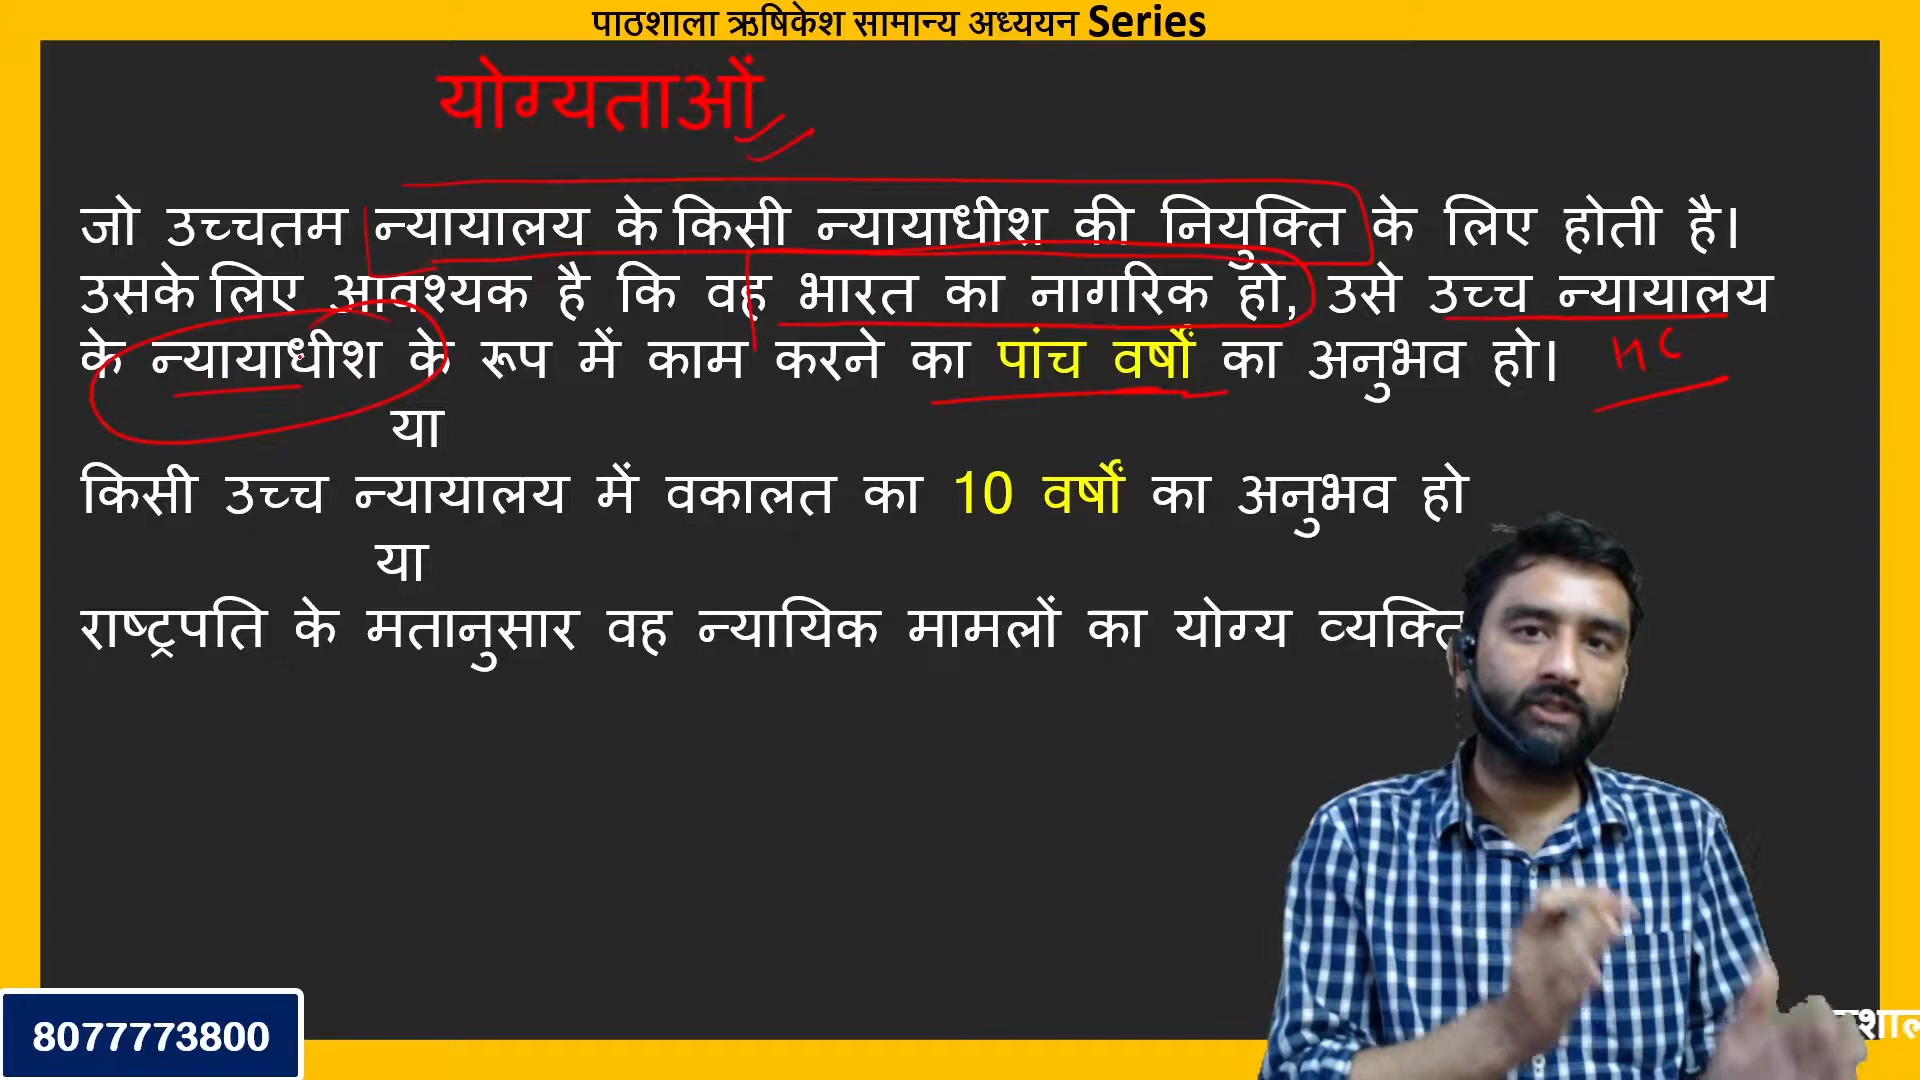 पाठशाला ऋषिकेश सामान्य अध्ययन Series
योग्यताओं
जो उच्चतम न्यायालय के किसी न्यायाधीश की नियुक्ति के लिए होती है।
उसके लिए आवश्यक है कि वह भारत का नागरिक हो, उसे उच्च न्यायालय
के न्यायाधीश के रूप में काम करने का पांच वर्षों का अनुभव हो।
HC
या
किसी उच्च न्यायालय में वकालत का 10 वर्षों का अनुभव हो
या
राष्ट्रपति के मतानुसार वह न्यायिक मामलों का योग्य व्यक्ति
8077773800